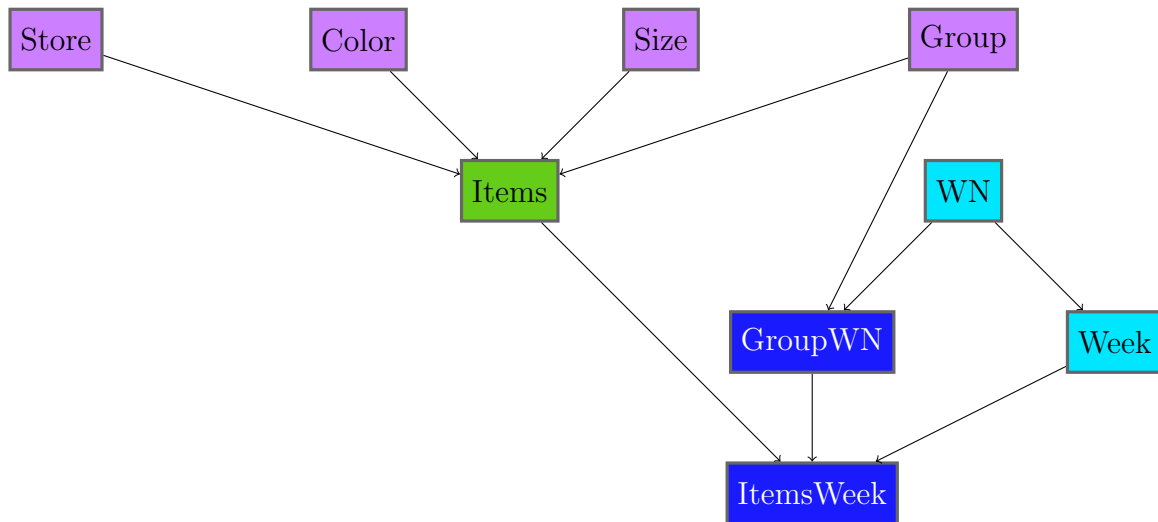 Store
Color
Size
Group
Items
WN
GroupWN
Week
ItemsWeek